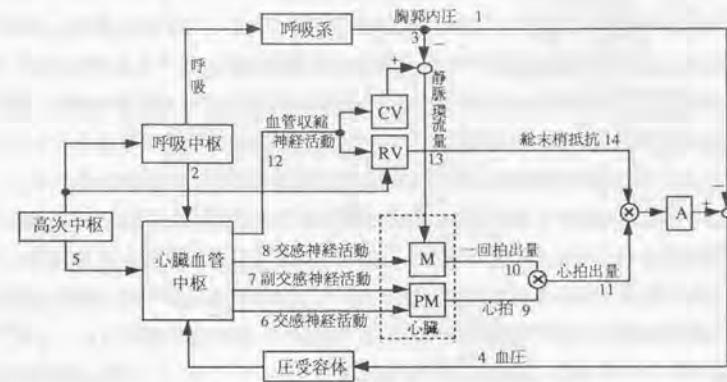 呼吸系
胸郭内圧 1
3
−
呼吸
+
静脈環流量
13
CV
血管収縮
神経活動
12
RV
総末梢抵抗 14
呼吸中枢
2
高次中枢
5
心臓血管
中枢
A
+
−
8 交感神経活動
M
一回拍出量
10
7 副交感神経活動
PM
心拍 9
心拍出量
11
6 交感神経活動
心臓
圧受容体
4 血圧